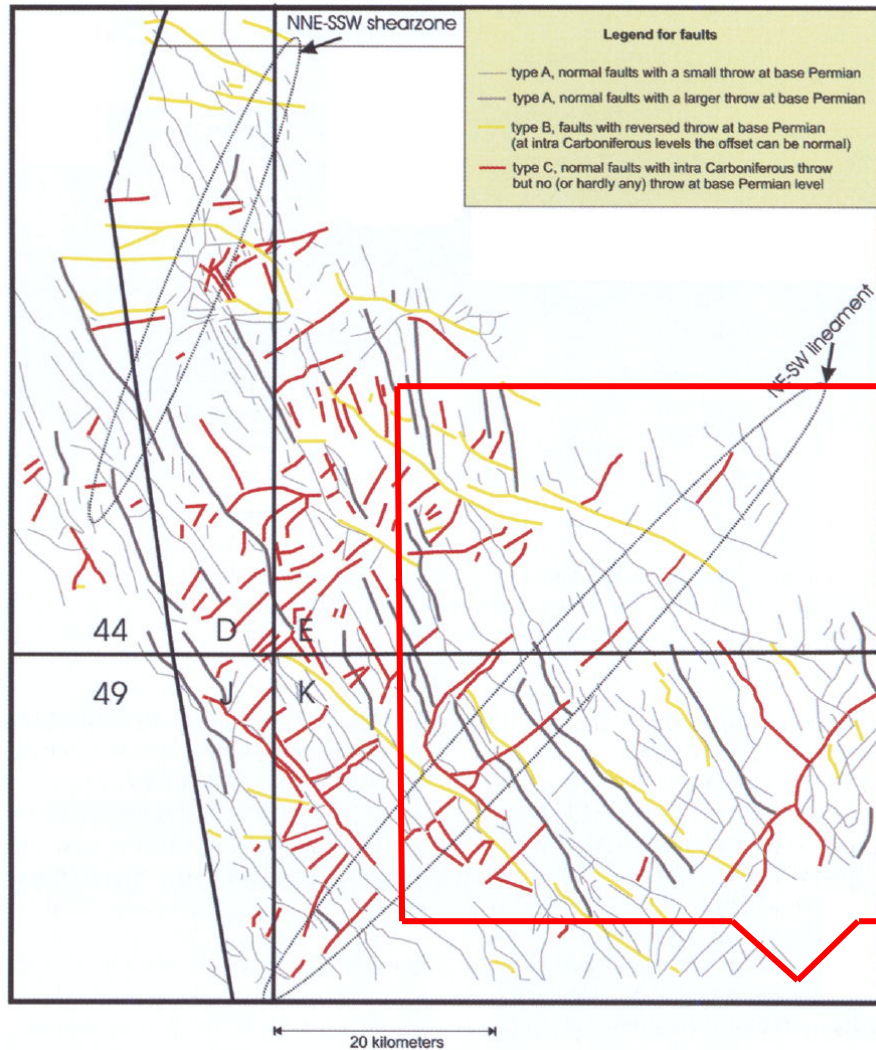 NNE-SSW shearzone
Legend for faults
type A, normal faults with a small throw at base Permian
type A, normal faults with a larger throw at base Permian
type B, faults with reversed throw at base Permian
(at intra Carboniferous levels the offset can be normal)
type C, normal faults with intra Carboniferous throw
but no (or hardly any) throw at base Permian level
NE-SW lineament
44
D
E
49
J
K
20 kilometers